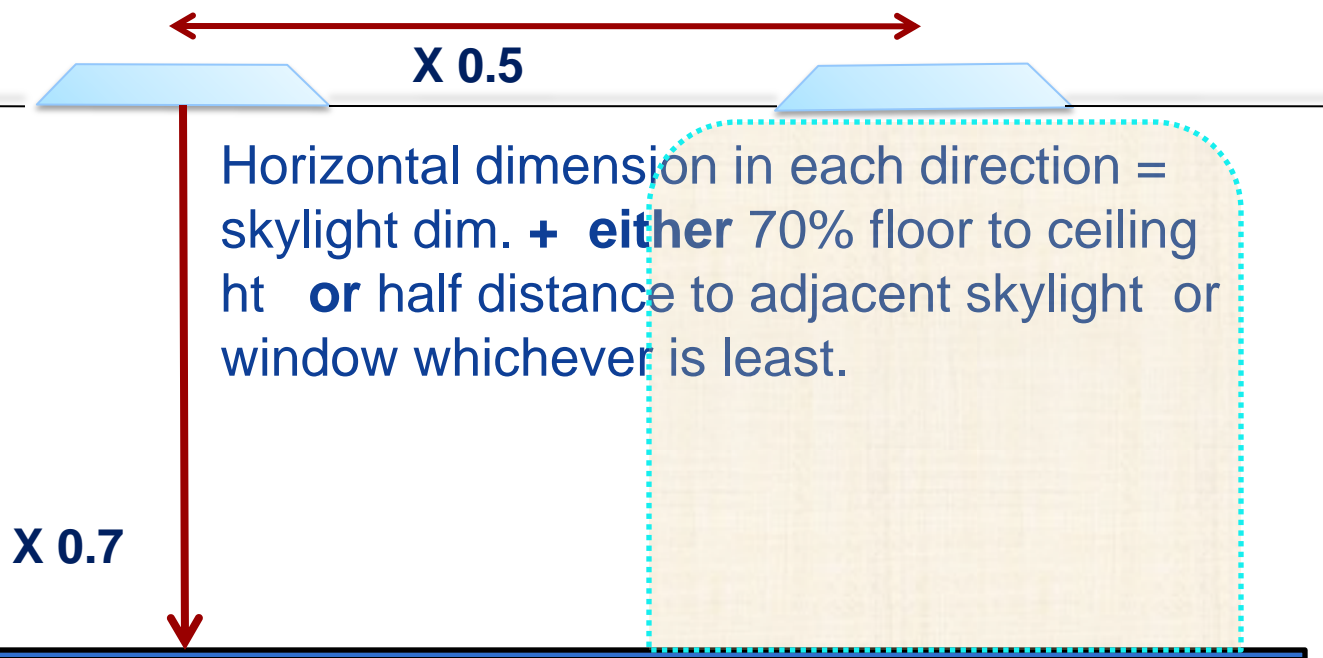 X 0.5
Horizontal dimension in each direction =
skylight dim. + either 70% floor to ceiling
ht or half distance to adjacent skylight or
window whichever is least.
X 0.7